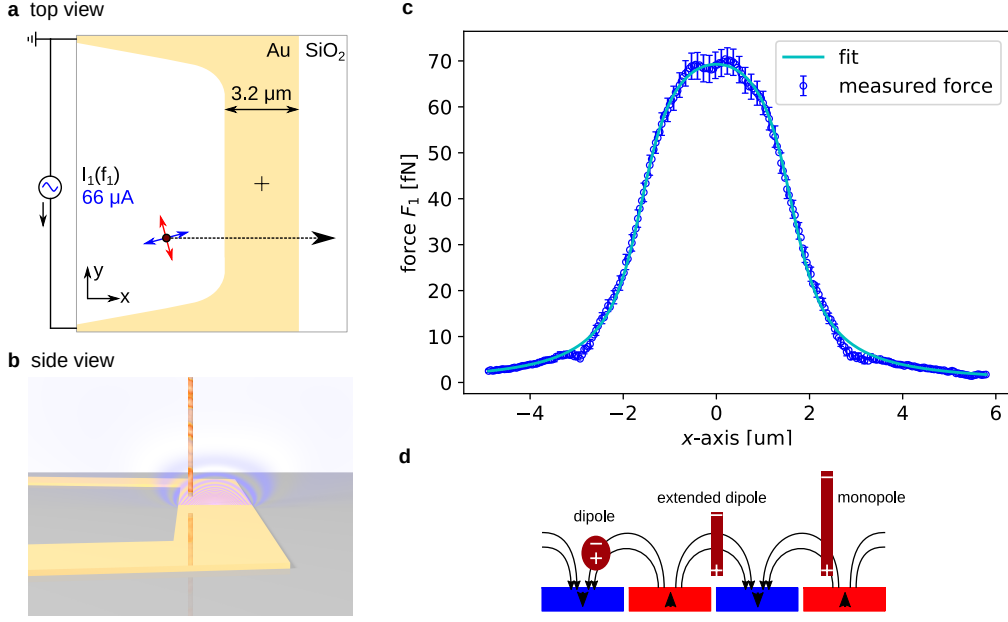 a top view
Au
SiO2
3.2 µm
I1(f1)
66 µA
y
x
b side view
c
70
60
50
40
30
20
10
0
force F1 [fN]
fit
measured force
−4
−2
0
2
4
6
x-axis [um]
d
dipole
extended dipole
monopole
−
+
−
+
−
+